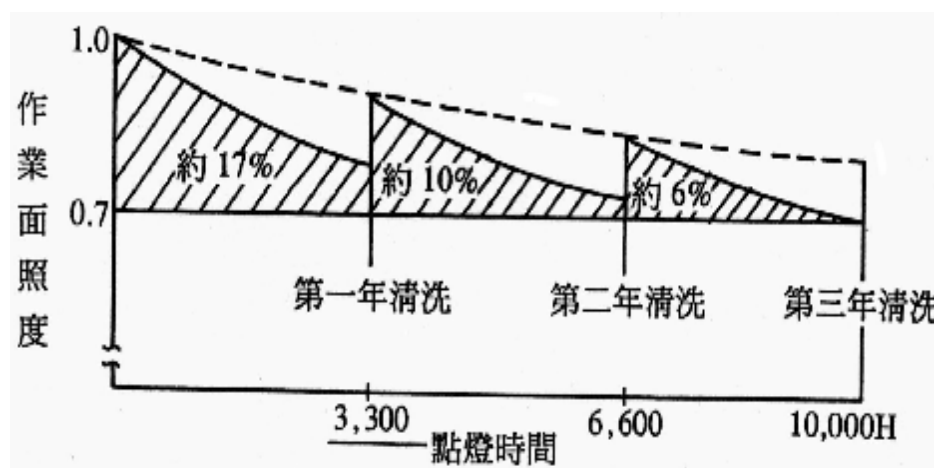 1.0
作業面照度
0.7
約 17%
約 10%
約 6%
第一年清洗
第二年清洗
第三年清洗
3,300
6,600
10,000H
點燈時間